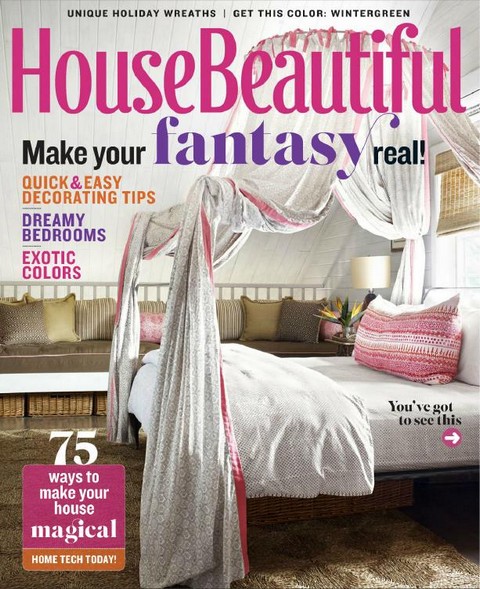 UNIQUE HOLIDAY WREATHS | GET THIS COLOR: WINTERGREEN
HouseBeautiful
Make your fantasy real!
QUICK&EASY
DECORATING TIPS
DREAMY
BEDROOMS
EXOTIC
COLORS
You've got
to see this
75
ways to
make your
house
magical
HOME TECH TODAY!